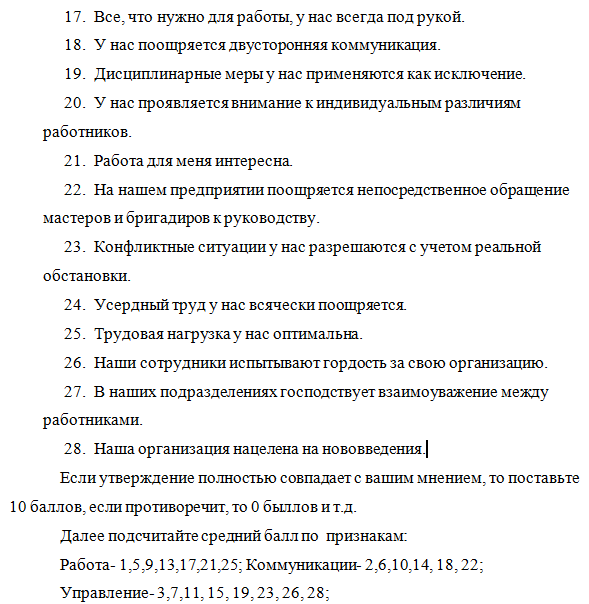 17. Все, что нужно для работы, у нас всегда под рукой.
18. У нас поощряется двусторонняя коммуникация.
19. Дисциплинарные меры у нас применяются как исключение.
20. У нас проявляется внимание к индивидуальным различиям
работников.
21. Работа для меня интересна.
22. На нашем предприятии поощряется непосредственное обращение
мастеров и бригадиров к руководству.
23. Конфликтные ситуации у нас разрешаются с учетом реальной
обстановки.
24. Усердный труд у нас всячески поощряется.
25. Трудовая нагрузка у нас оптимальна.
26. Наши сотрудники испытывают гордость за свою организацию.
27. В наших подразделениях господствует взаимоуважение между
работниками.
28. Наша организация нацелена на нововведения.
Если утверждение полностью совпадает с вашим мнением, то поставьте
10 баллов, если противоречит, то 0 быллов и т.д.
Далее подсчитайте средний балл по признакам:
Работа- 1,5,9,13,17,21,25; Коммуникации- 2,6,10,14, 18, 22;
Управление- 3,7,11, 15, 19, 23, 26, 28;